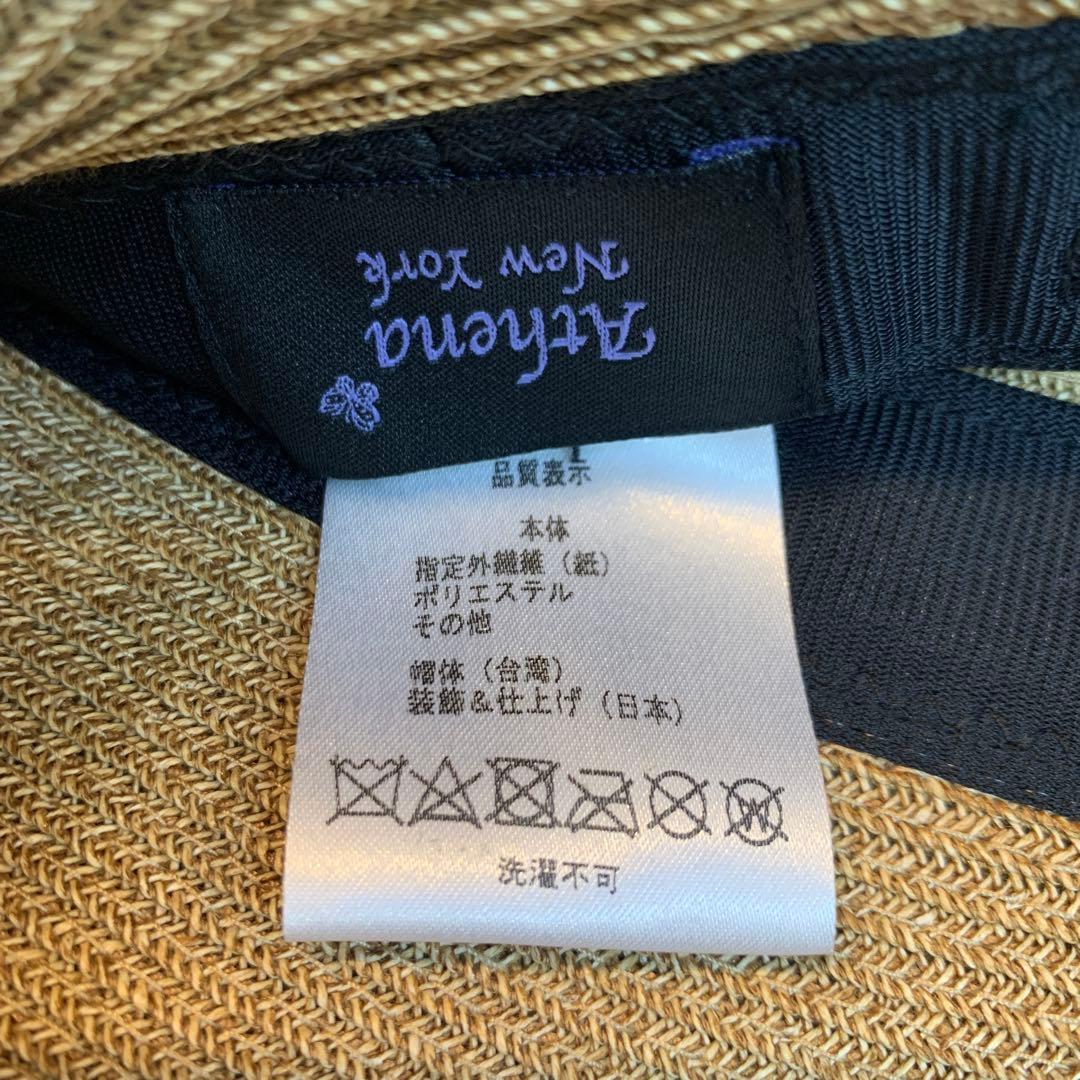 Athena
New York
品質表示
本体
指定外繊維（紙）
ポリエステル
その他
帽体（台湾）
装飾&仕上げ（日本）
W
洗濯不可